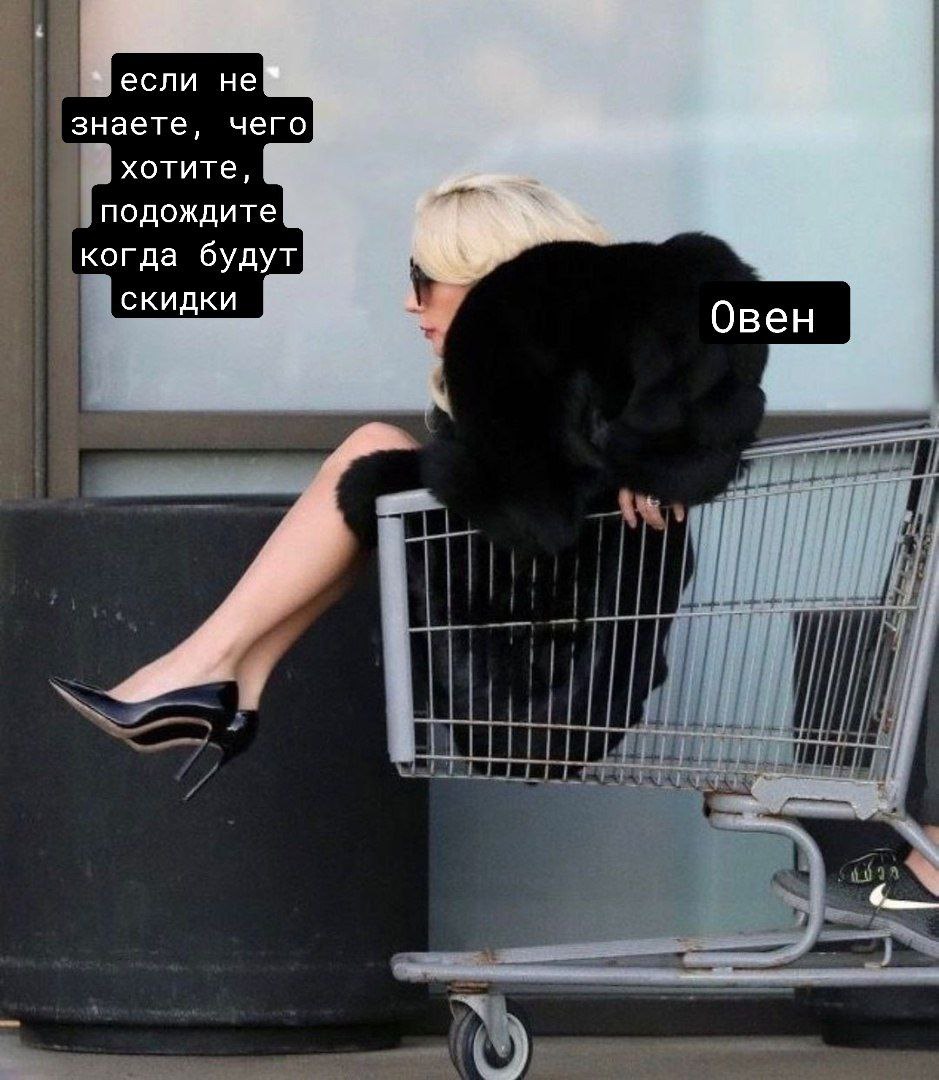 если не
знаете, чего
хотите,
подождите
когда будут
скидки
Овен